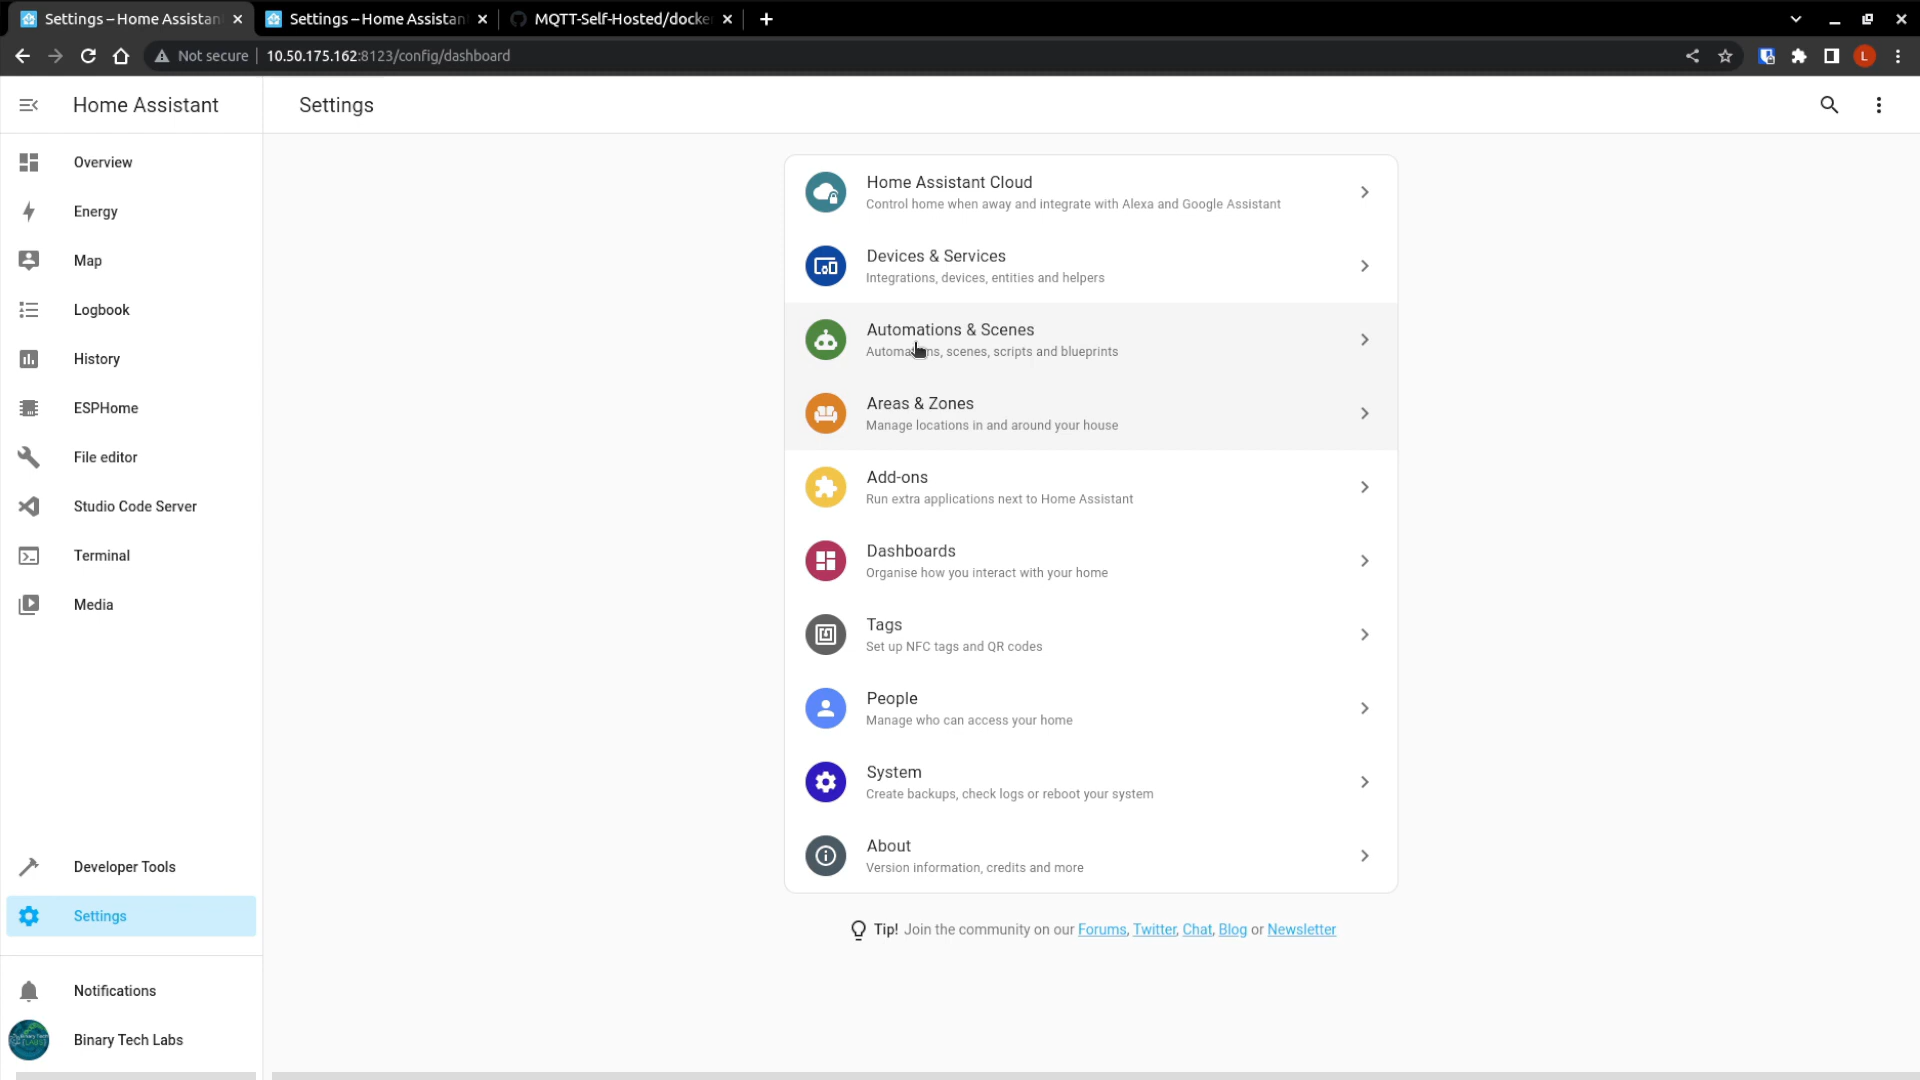 Settings – Home Assistan
Settings – Home Assistan
MQTT-Self-Hosted/docke
Not secure
10.50.175.162:8123/config/dashboard
L
Home Assistant
Settings
Overview
Energy
Map
Logbook
History
ESPHome
File editor
Studio Code Server
Terminal
Media
Developer Tools
Settings
Notifications
Binary Tech Labs
Home Assistant Cloud
Control home when away and integrate with Alexa and Google Assistant
Devices & Services
Integrations, devices, entities and helpers
Automations & Scenes
Automations, scenes, scripts and blueprints
Areas & Zones
Manage locations in and around your house
Add-ons
Run extra applications next to Home Assistant
Dashboards
Organise how you interact with your home
Tags
Set up NFC tags and QR codes
People
Manage who can access your home
System
Create backups, check logs or reboot your system
About
Version information, credits and more
Tip! Join the community on our Forums, Twitter, Chat, Blog or Newsletter